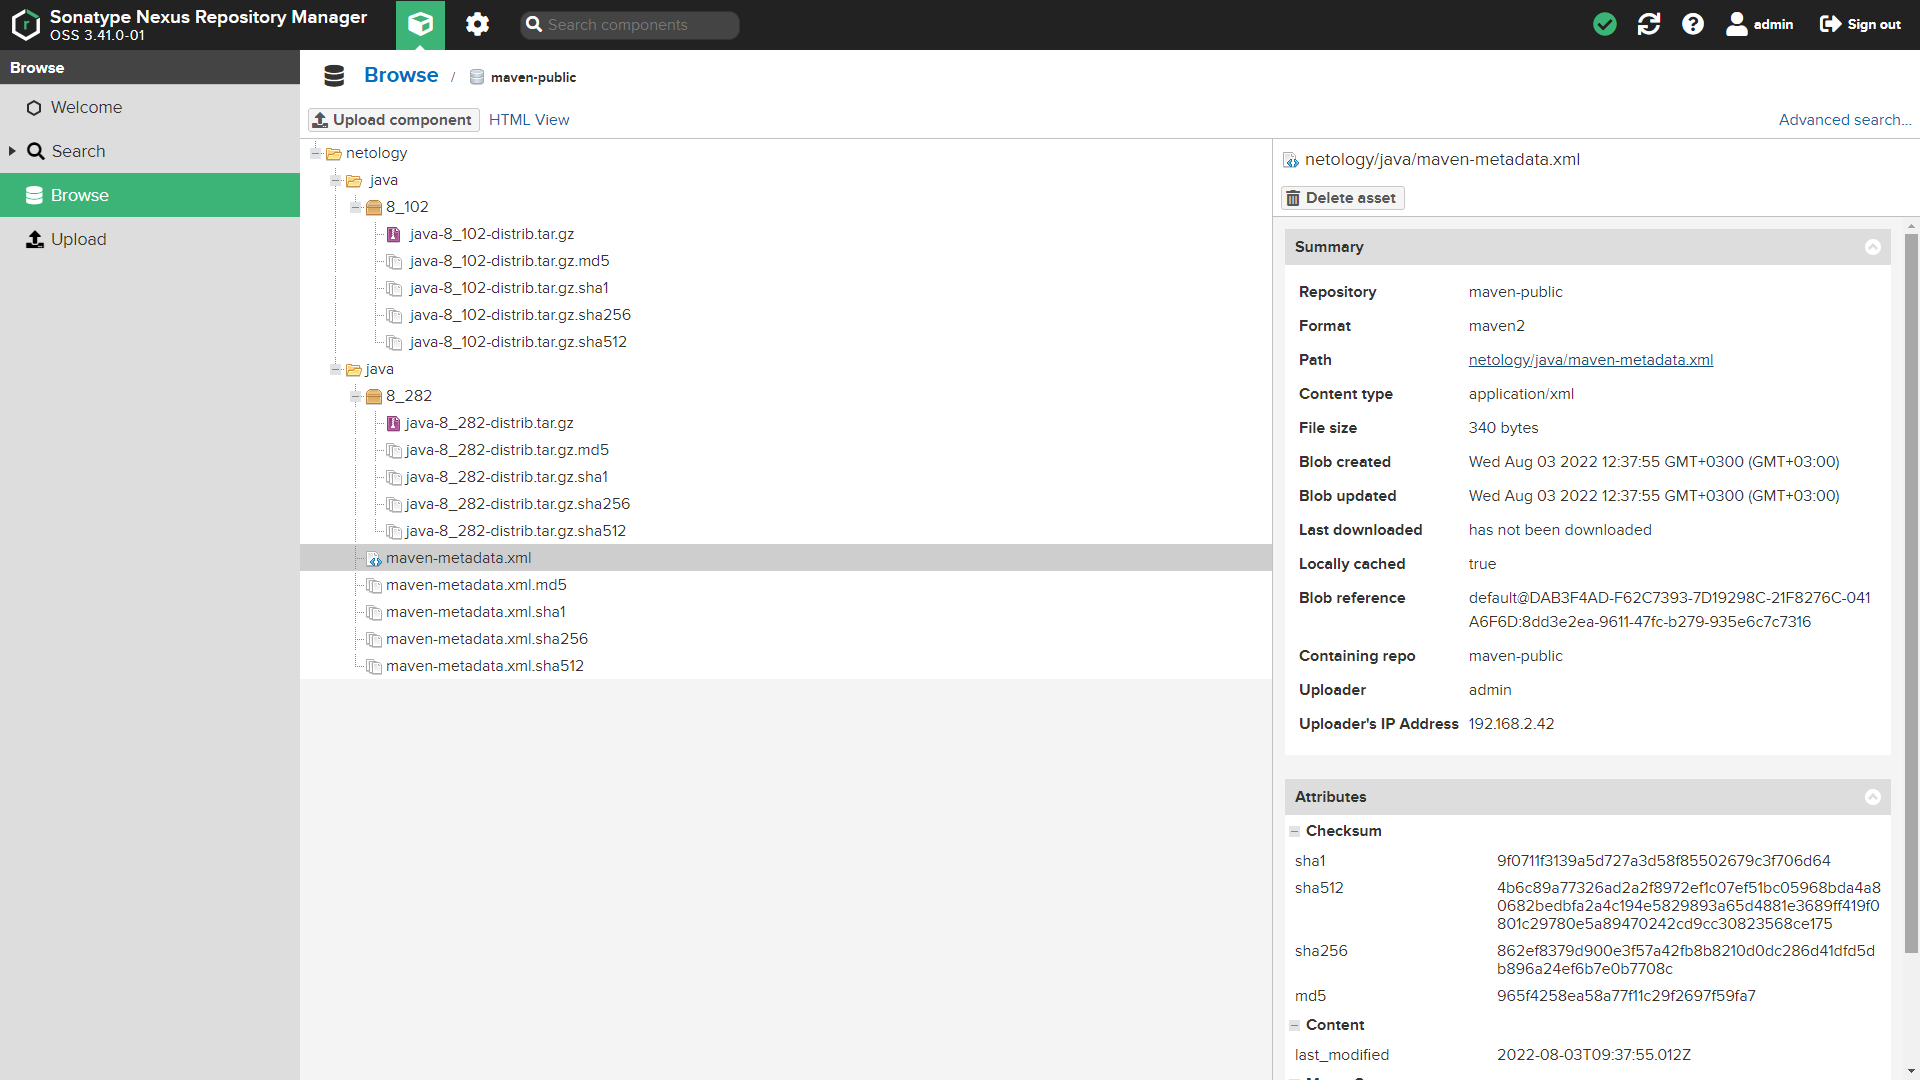 Sonatype Nexus Repository Manager
OSS 3.41.0-01
Search components
admin
Sign out
Browse
Welcome
Search
Browse
Upload
Browse / maven-public
Upload component
HTML View
Advanced search...
netology
java
8_102
java-8_102-distrib.tar.gz
java-8_102-distrib.tar.gz.md5
java-8_102-distrib.tar.gz.sha1
java-8_102-distrib.tar.gz.sha256
java-8_102-distrib.tar.gz.sha512
java
8_282
java-8_282-distrib.tar.gz
java-8_282-distrib.tar.gz.md5
java-8_282-distrib.tar.gz.sha1
java-8_282-distrib.tar.gz.sha256
java-8_282-distrib.tar.gz.sha512
maven-metadata.xml
maven-metadata.xml.md5
maven-metadata.xml.sha1
maven-metadata.xml.sha256
maven-metadata.xml.sha512
netology/java/maven-metadata.xml
Delete asset
Summary
Repository maven-public
Format maven2
Path netology/java/maven-metadata.xml
Content type application/xml
File size 340 bytes
Blob created Wed Aug 03 2022 12:37:55 GMT+0300 (GMT+03:00)
Blob updated Wed Aug 03 2022 12:37:55 GMT+0300 (GMT+03:00)
Last downloaded has not been downloaded
Locally cached true
Blob reference default@DAB3F4AD-F62C7393-7D19298C-21F8276C-041
A6F6D:8dd3e2ea-9611-47fc-b279-935e6c7c7316
Containing repo maven-public
Uploader admin
Uploader's IP Address 192.168.2.42
Attributes
Checksum
sha1 9f0711f3139a5d727a3d58f85502679c3f706d64
sha512 4b6c89a77326ad2a2f8972ef1c07ef51bc05968bda4a8
0682bedbfa2a4c194e5829893a65d4881e3689ff419f0
801c29780e5a89470242cd9cc30823568ce175
sha256 862ef8379d900e3f57a42fb8b8210d0dc286d41dfd5d
b896a24ef6b7e0b7708c
md5 965f4258ea58a77f11c29f2697f59fa7
Content
last_modified 2022-08-03T09:37:55.012Z